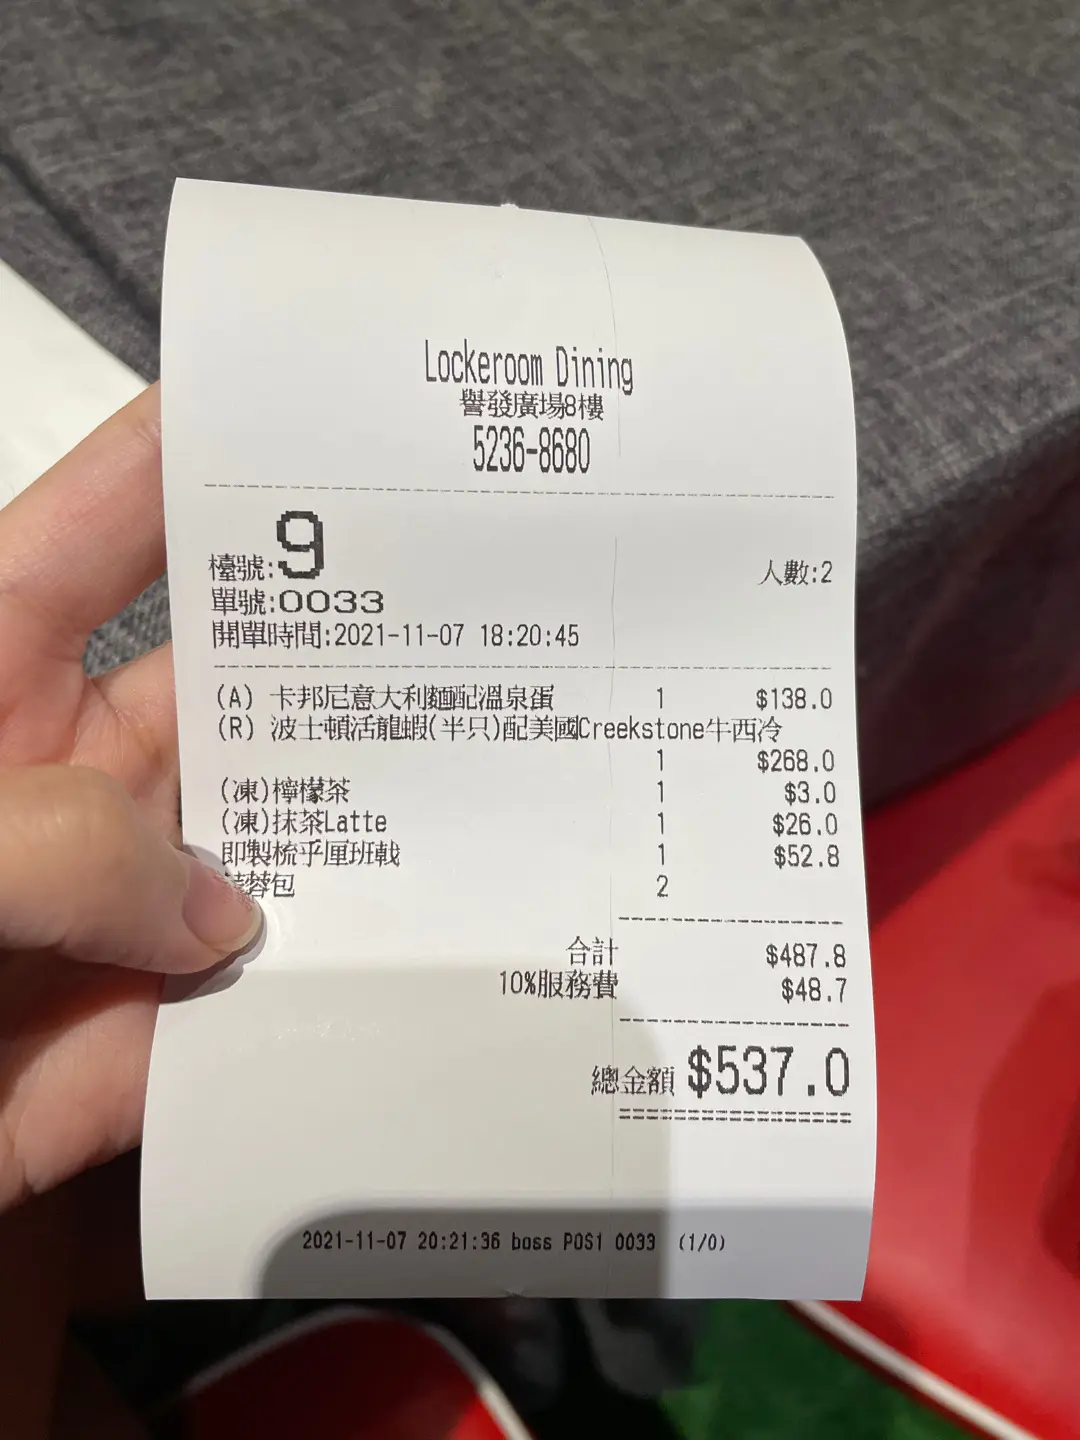 Lockeroom Dining
譽發廣場8樓
5236-8680
檯號:9 人數:2
單號:0033
開單時間:2021-11-07 18:20:45
(A) 卡邦尼意大利麵配溫泉蛋 1 $138.0
(R) 波士頓活龍蝦(半只)配美國Creekstone牛西冷
1 $268.0
(凍)檸檬茶 1 $3.0
(凍)抹茶Latte 1 $26.0
即製梳乎厘班戟 1 $52.8
蓉包 2
合計 $487.8
10%服務費 $48.7
總金額 $537.0
2021-11-07 20:21:36 boss POS1 0033 (1/0)